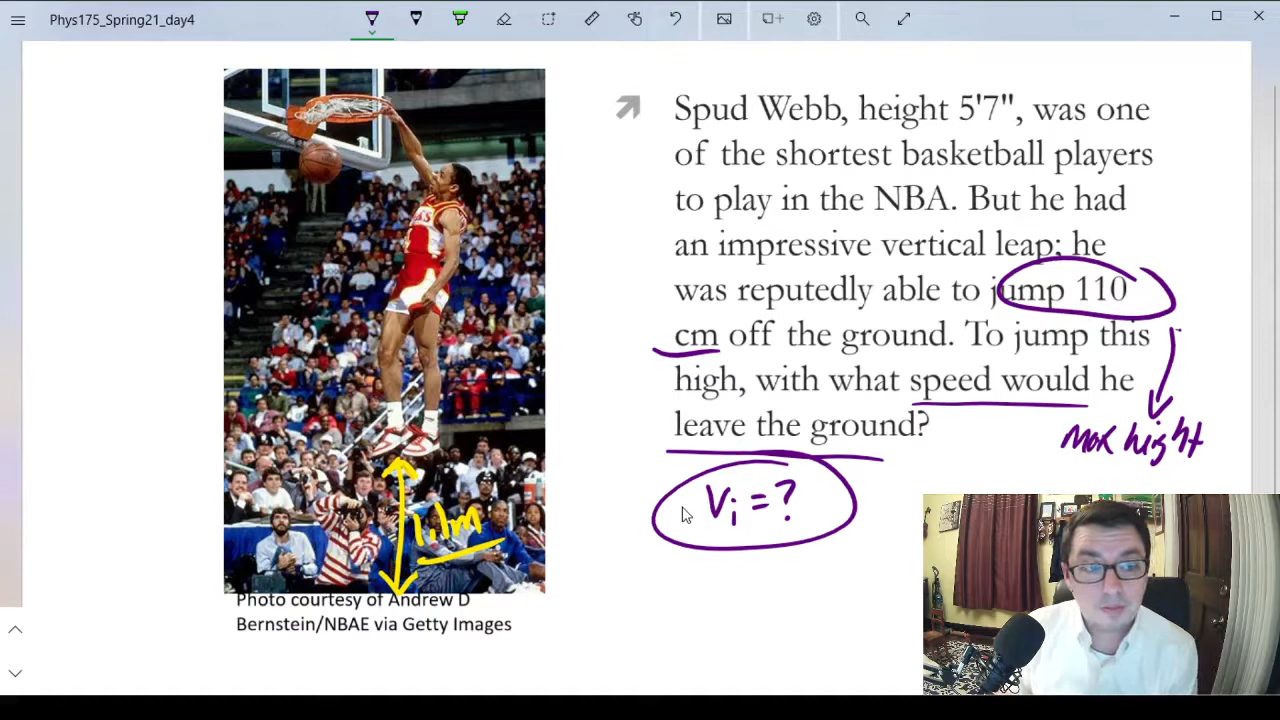 Phys175_Spring21_day4
Spud Webb, height 5'7", was one
of the shortest basketball players
to play in the NBA. But he had
an impressive vertical leap; he
was reputedly able to jump 110
cm off the ground. To jump this
high, with what speed would he
leave the ground?
max hight
Vi = ?
1.1m
Photo courtesy of Andrew D
Bernstein/NBAE via Getty Images